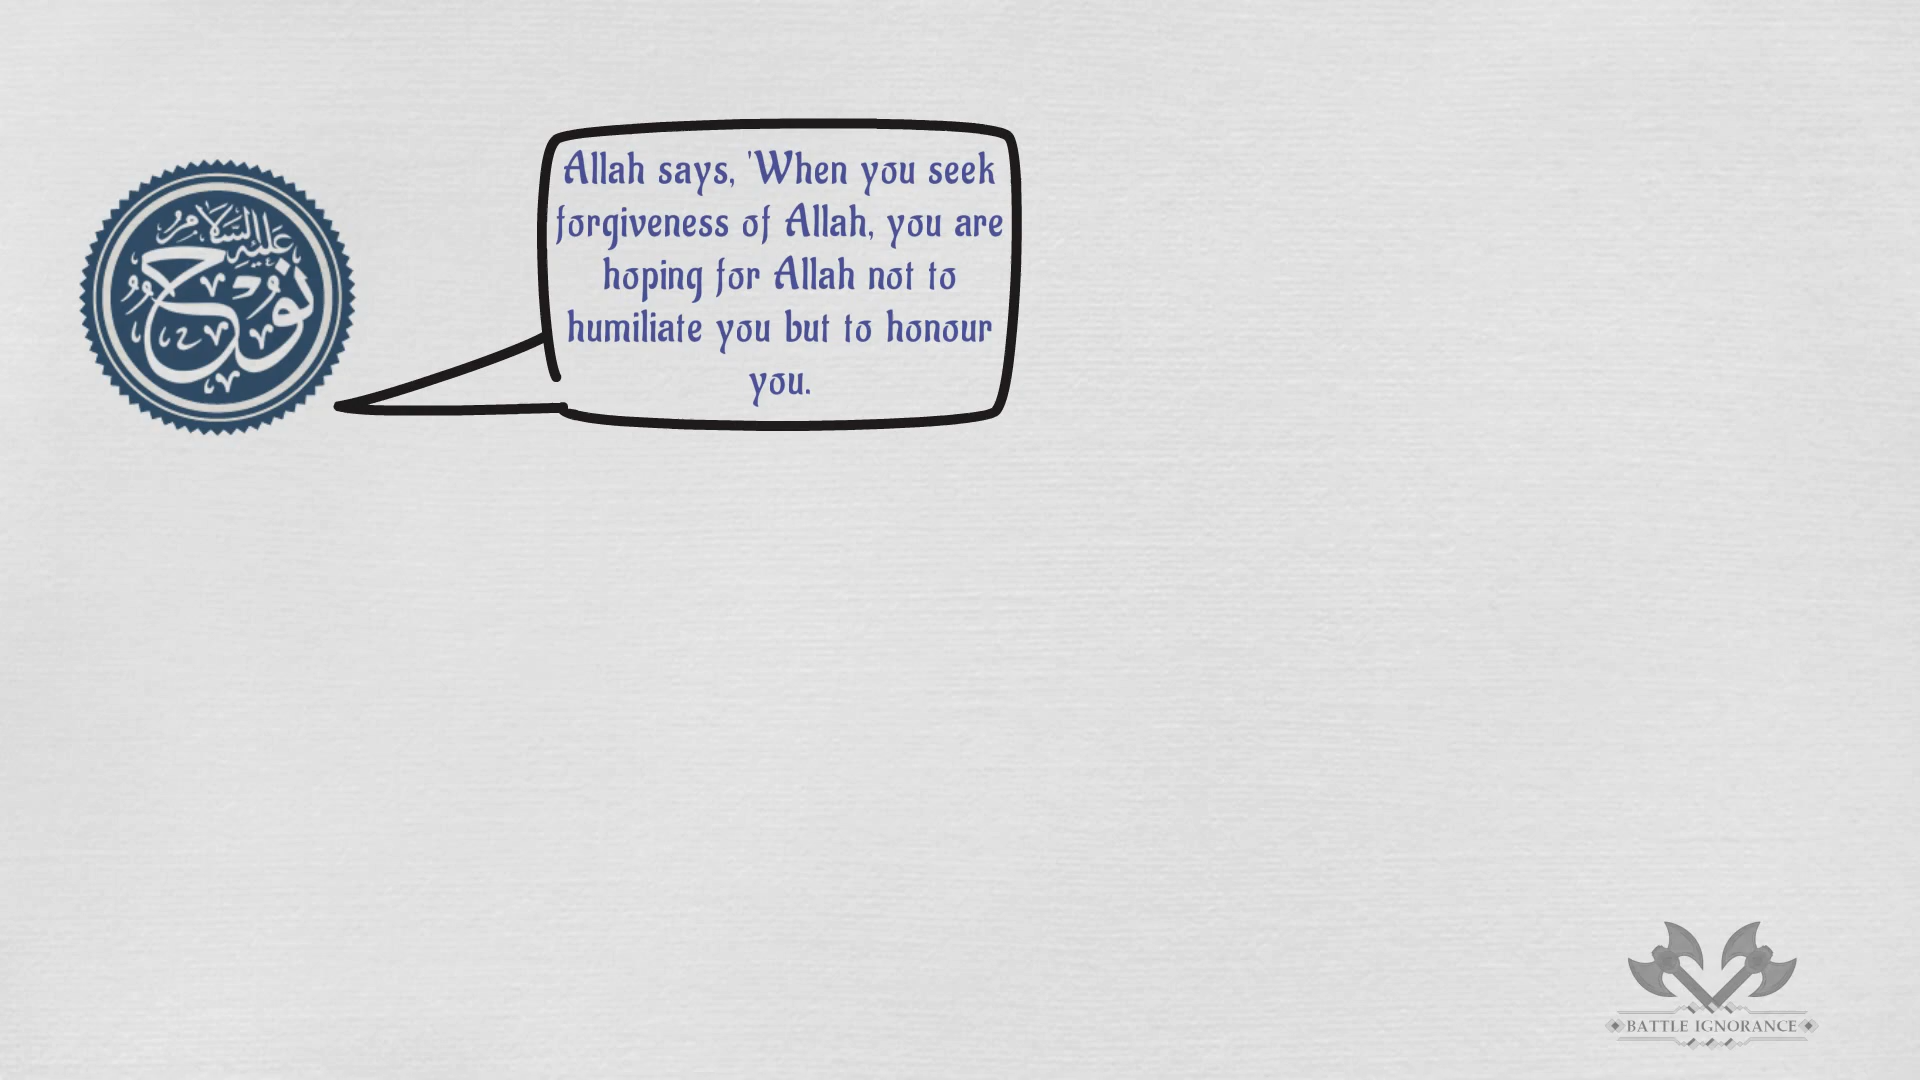 عليه السلام
نوح
Allah says, 'When you seek
forgiveness of Allah, you are
hoping for Allah not to
humiliate you but to honour
you.
BATTLE IGNORANCE